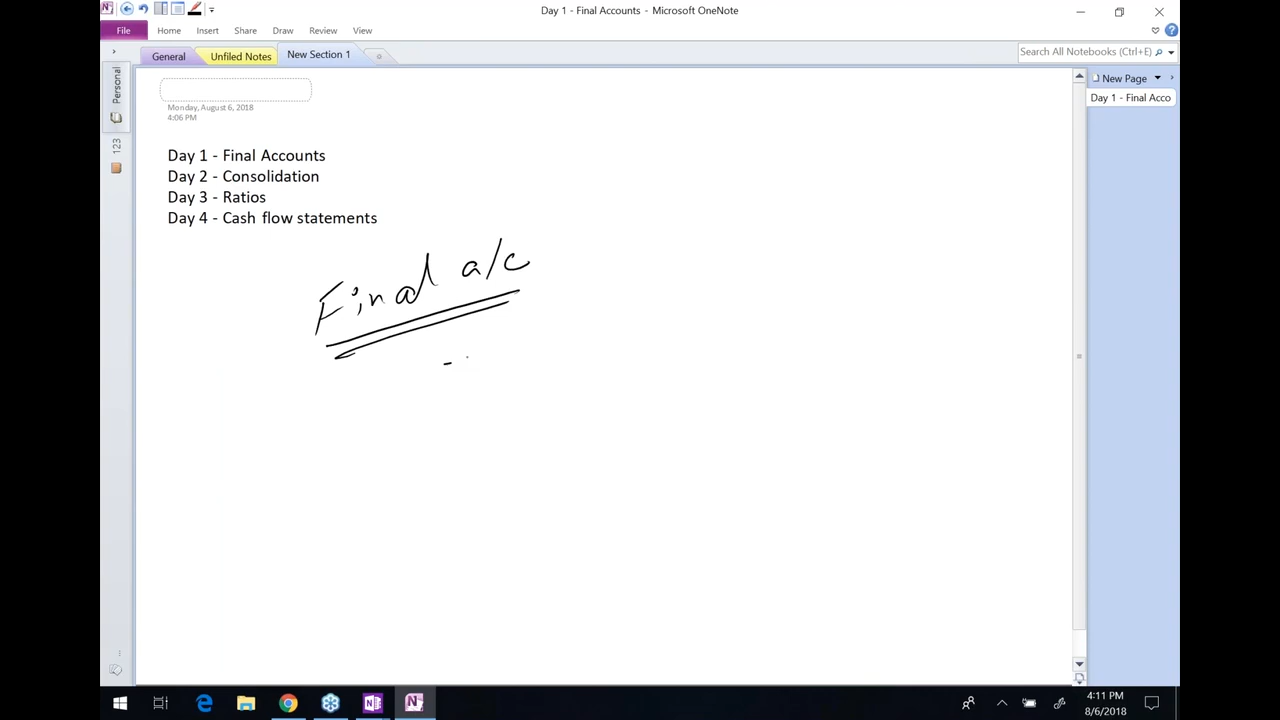 Day 1 - Final Accounts - Microsoft OneNote
File Home Insert Share Draw Review View
General Unfiled Notes New Section 1 Search All Notebooks (Ctrl+E)
Personal
123
New Page
Day 1 - Final Acco
Monday, August 6, 2018
4:06 PM
Day 1 - Final Accounts
Day 2 - Consolidation
Day 3 - Ratios
Day 4 - Cash flow statements
Final a/c
4:11 PM
8/6/2018